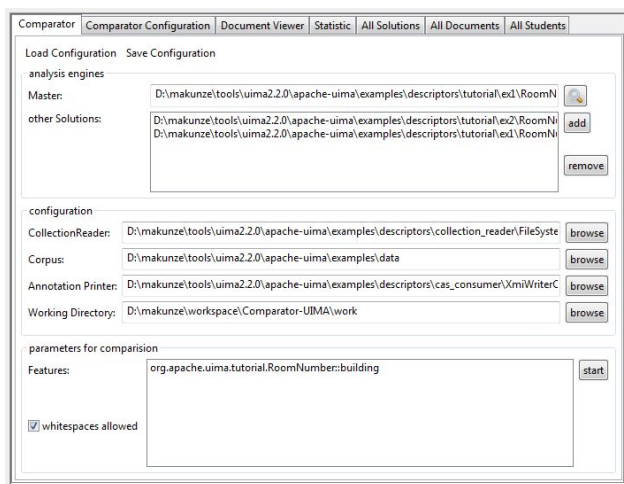 Comparator Comparator Configuration Document Viewer Statistic All Solutions All Documents All Students
Load Configuration Save Configuration
analysis engines
Master: D:\makunze\tools\uima2.2.0\apache-uima\examples\descriptors\tutorial\ex1\RoomN
other Solutions: D:\makunze\tools\uima2.2.0\apache-uima\examples\descriptors\tutorial\ex2\RoomNu add
D:\makunze\tools\uima2.2.0\apache-uima\examples\descriptors\tutorial\ex1\RoomNu
remove
configuration
CollectionReader: D:\makunze\tools\uima2.2.0\apache-uima\examples\descriptors\collection_reader\FileSyste browse
Corpus: D:\makunze\tools\uima2.2.0\apache-uima\examples\data browse
Annotation Printer: D:\makunze\tools\uima2.2.0\apache-uima\examples\descriptors\cas_consumer\XmiWriterC browse
Working Directory: D:\makunze\workspace\Comparator-UIMA\work browse
parameters for comparision
Features: org.apache.uima.tutorial.RoomNumber::building start
whitespaces allowed